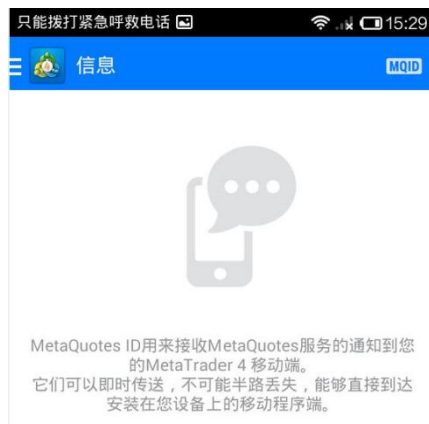 只能拨打紧急呼救电话 15:29
信息 MQID
MetaQuotes ID用来接收MetaQuotes服务的通知到您
的MetaTrader 4 移动端。
它们可以即时传送，不可能半路丢失，能够直接到达
安装在您设备上的移动程序端。